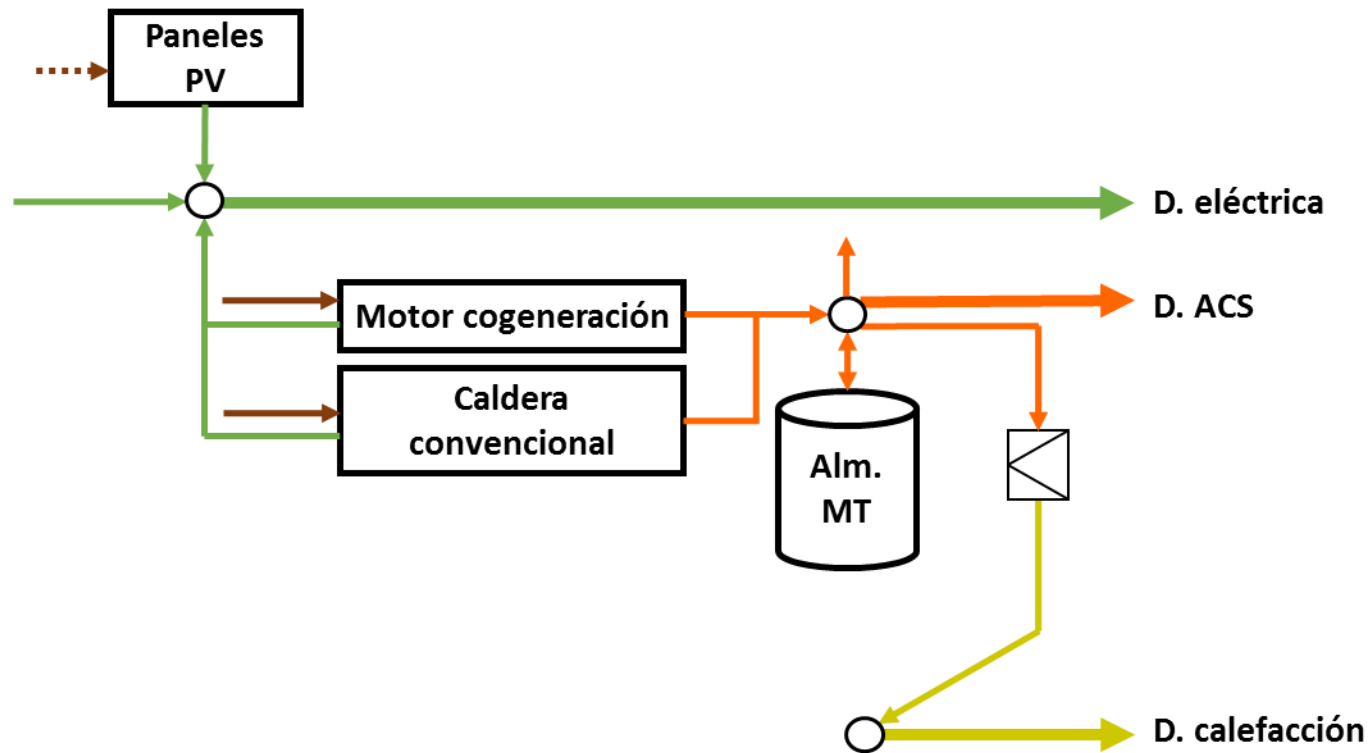 Paneles
PV
D. eléctrica
D. ACS
Motor cogeneración
Caldera
convencional
Alm.
MT
D. calefacción